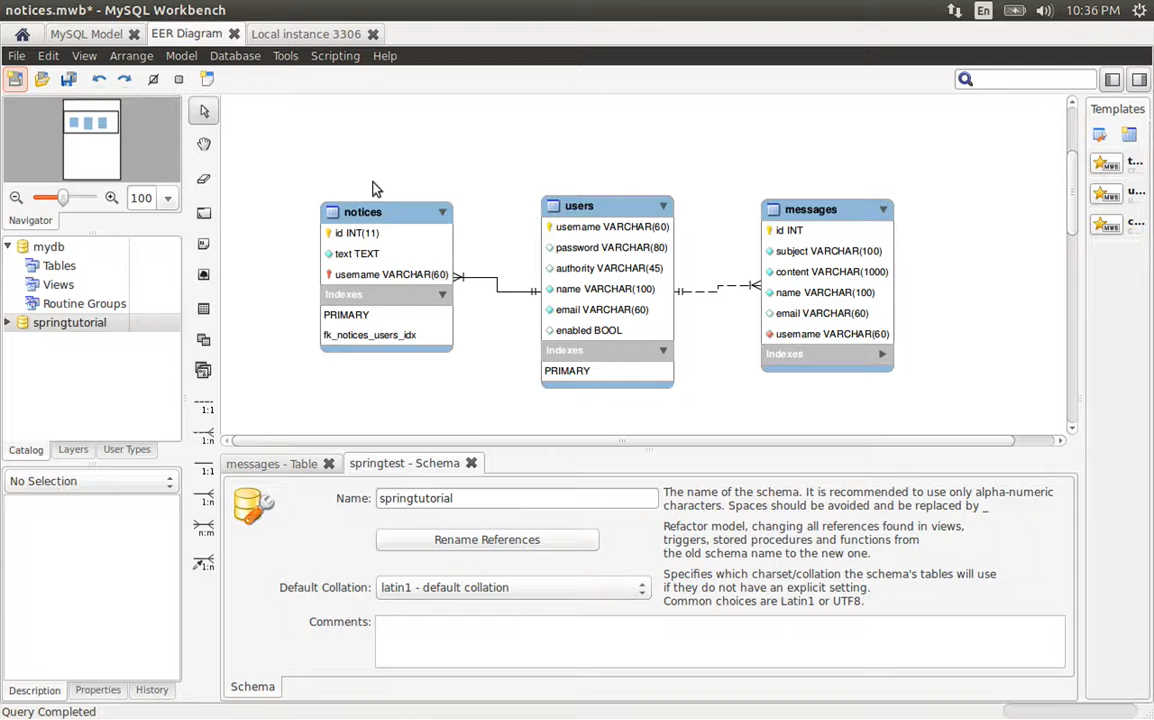 notices.mwb* - MySQL Workbench
En
10:36 PM
MySQL Model
EER Diagram
Local instance 3306
File Edit View Arrange Model Database Tools Scripting Help
100
Navigator
mydb
Tables
Views
Routine Groups
springtutorial
Catalog Layers User Types
No Selection
Description Properties History
Query Completed
1:1
1:n
1:1
1:n
n:m
1:n
notices
id INT(11)
text TEXT
username VARCHAR(60)
Indexes
PRIMARY
fk_notices_users_idx
users
username VARCHAR(60)
password VARCHAR(80)
authority VARCHAR(45)
name VARCHAR(100)
email VARCHAR(60)
enabled BOOL
Indexes
PRIMARY
messages
id INT
subject VARCHAR(100)
content VARCHAR(1000)
name VARCHAR(100)
email VARCHAR(60)
username VARCHAR(60)
Indexes
Templates
MWB t...
MWB u...
MWB c...
messages - Table
springtest - Schema
Name: springtutorial
The name of the schema. It is recommended to use only alpha-numeric
characters. Spaces should be avoided and be replaced by _
Rename References
Refactor model, changing all references found in views,
triggers, stored procedures and functions from
the old schema name to the new one.
Default Collation: latin1 - default collation
Specifies which charset/collation the schema's tables will use
if they do not have an explicit setting.
Common choices are Latin1 or UTF8.
Comments:
Schema